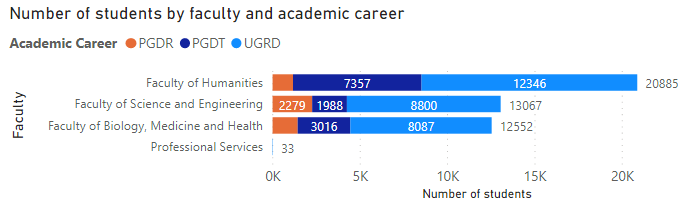 Number of students by faculty and academic career
Academic Career PGDR PGDT UGRD
Faculty
Faculty of Humanities 7357 12346 20885
Faculty of Science and Engineering 2279 1988 8800 13067
Faculty of Biology, Medicine and Health 3016 8087 12552
Professional Services 33
0K 5K 10K 15K 20K
Number of students